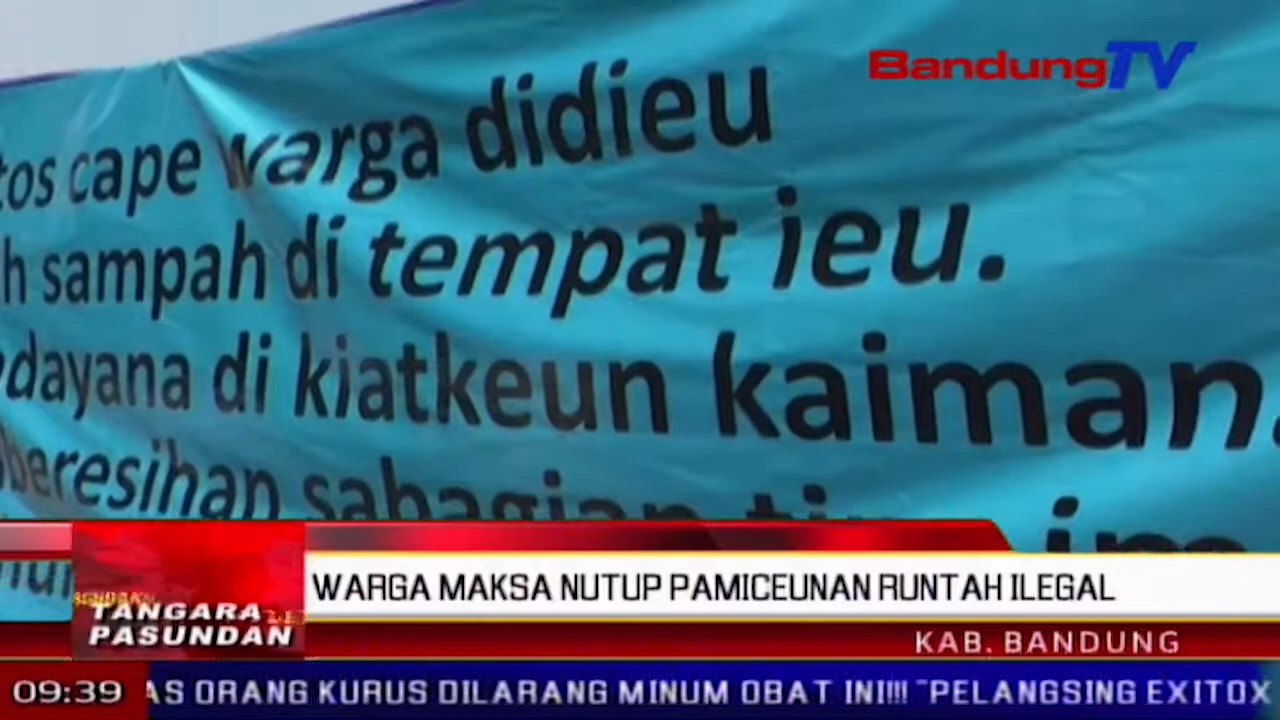 BandungTV
tos cape warga didieu
h sampah di tempat ieu.
dayana di kiatkeun kaiman.
beresihan sabagian
WARGA MAKSA NUTUP PAMICEUNAN RUNTAH ILEGAL
TANGARA
PASUNDAN
KAB. BANDUNG
09:39 AS ORANG KURUS DILARANG MINUM OBAT INI!!! "PELANGSING EXITOX